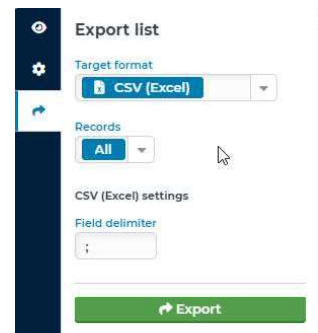 Export list
Target format
CSV (Excel)
Records
All
CSV (Excel) settings
Field delimiter
;
Export